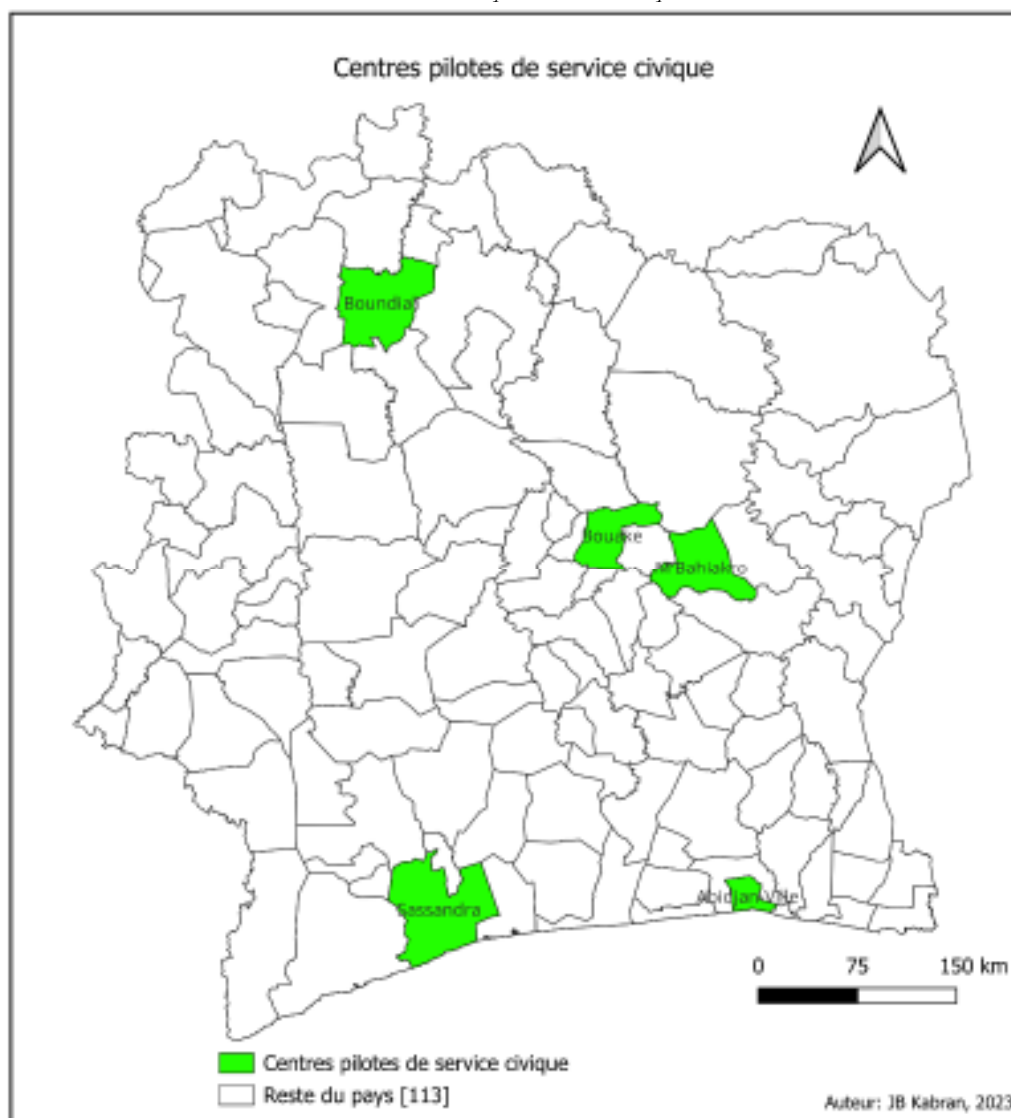 Centres pilotes de service civique
Boundia
Bouake
M Bahiakro
Sassandra
Abidjan Ville
0 75 150 km
Centres pilotes de service civique
Reste du pays [113]
Auteur: JB Kabran, 2023